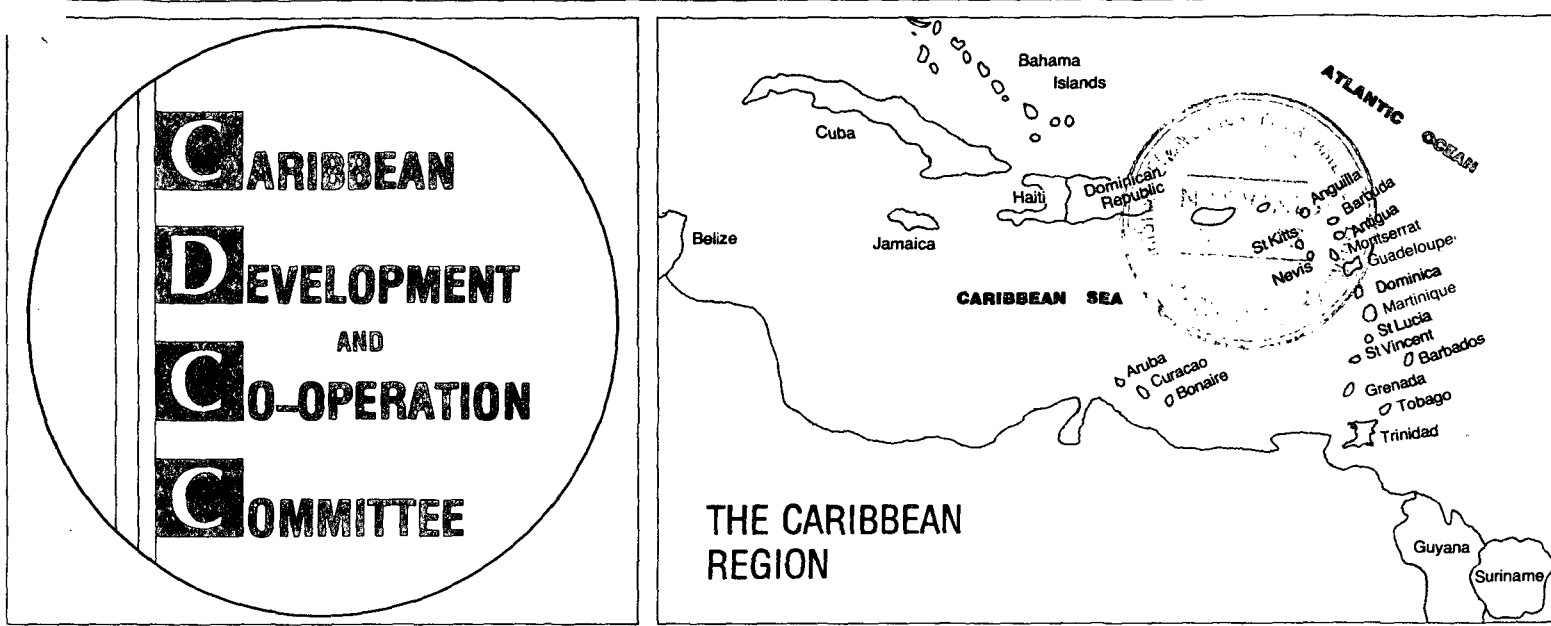 CARIBBEAN
DEVELOPMENT
AND
CO-OPERATION
COMMITTEE
Bahama
Islands
ATLANTIC OCEAN
Cuba
Haiti
Dominican
Republic
Anguilla
Barbuda
Antigua
St Kitts
Montserrat
Nevis
Guadeloupe
Belize
Jamaica
CARIBBEAN SEA
Dominica
Martinique
St Lucia
St Vincent
Barbados
Aruba
Curacao
Bonaire
Grenada
Tobago
Trinidad
THE CARIBBEAN
REGION
Guyana
Suriname